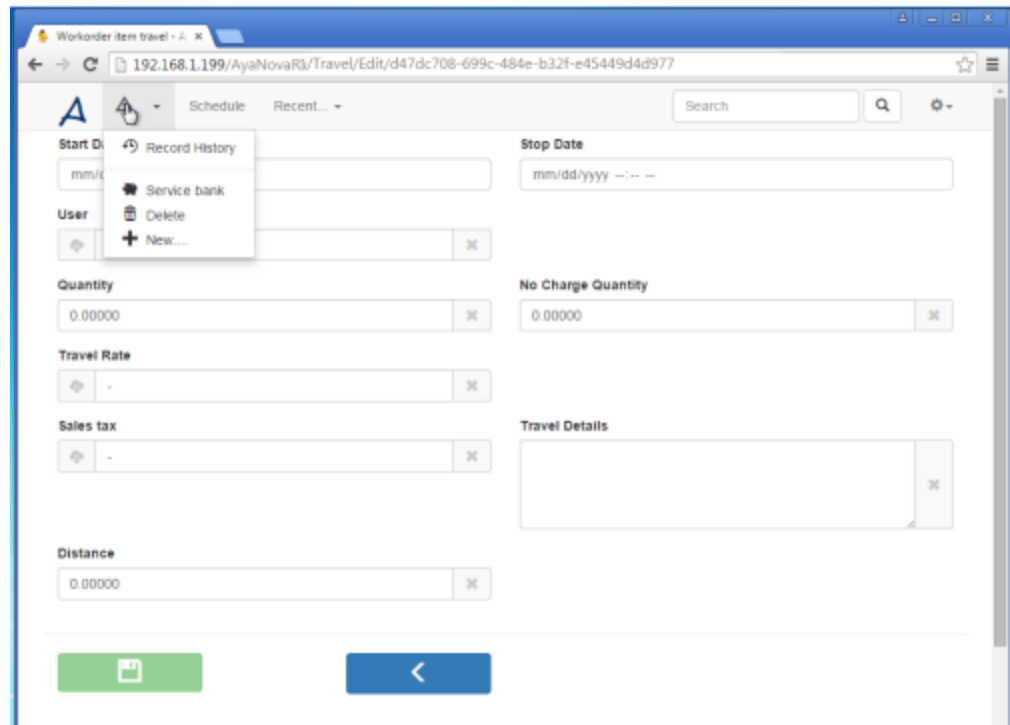 Workorder item travel - A
192.168.1.199/AyaNovaRI/Travel/Edit/d47dc708-699c-484e-b32f-e45449d4d977
Schedule Recent... Search
Record History
Service bank
Delete
New....
Start D Stop Date
mm/d mm/dd/yyyy --:-- --
User
Quantity No Charge Quantity
0.00000 0.00000
Travel Rate
-
Sales tax Travel Details
-
Distance
0.00000